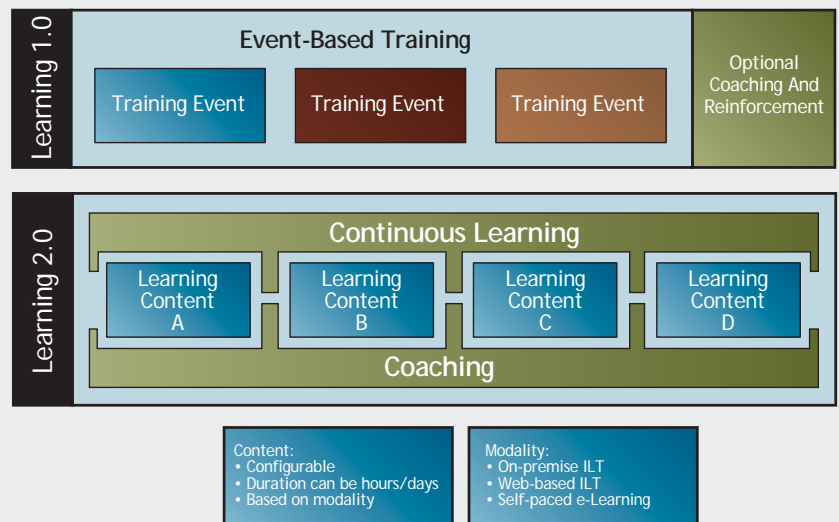 Learning 1.0
Event-Based Training
Training Event
Training Event
Training Event
Optional
Coaching And
Reinforcement
Learning 2.0
Continuous Learning
Learning
Content
A
Learning
Content
B
Learning
Content
C
Learning
Content
D
Coaching
Content:
• Configurable
• Duration can be hours/days
• Based on modality
Modality:
• On-premise ILT
• Web-based ILT
• Self-paced e-Learning